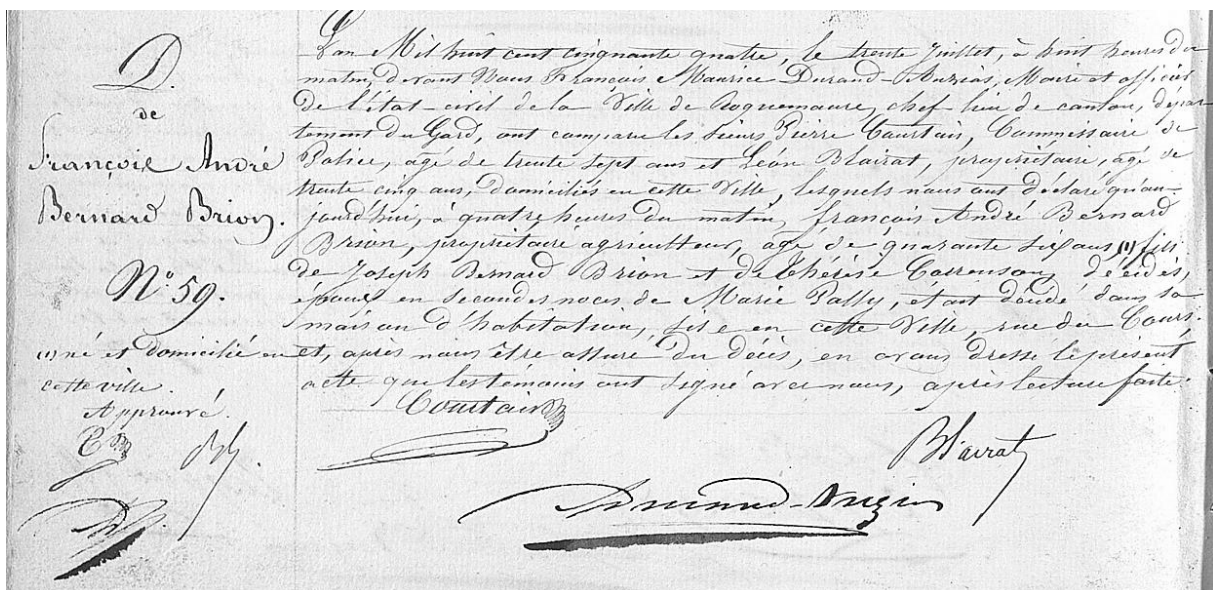 D.
de
François André
Bernard Brion.
N° 59.
(1) né et domicilié en
cette ville.
Approuvé.
L'an Mil huit cent cinquante quatre, le trente Juillet, à huit heures du
matin, devant Nous François Maurice Durand-Auzias, Maire et officier
de l'état-civil de la Ville de Roquemaure, chef lieu de canton, dépar-
tement du Gard, ont comparu les sieurs Pierre Courtain, Commissaire de
Police, agé de trente sept ans et Léon Blairat, propriétaire, agé de
trente cinq ans, domiciliés en cette Ville, lesquels nous ont déclaré qu'au-
jourd'hui, à quatre heures du matin, françois André Bernard
Brion, propriétaire agriculteur, âgé de quarante six ans (1) fils
de Joseph Bernard Brion et de Thérèse décédés,
époux en secondes noces de Marie Pally, était décédé dans sa
maison d'habitation, sise en cette Ville, rue du Cours.
et, après nous être assuré du décès, en avons dressé le présent
acte que les témoins ont signé avec nous, après lecture faite.
Courtain
Blairat
Durand-Auzias